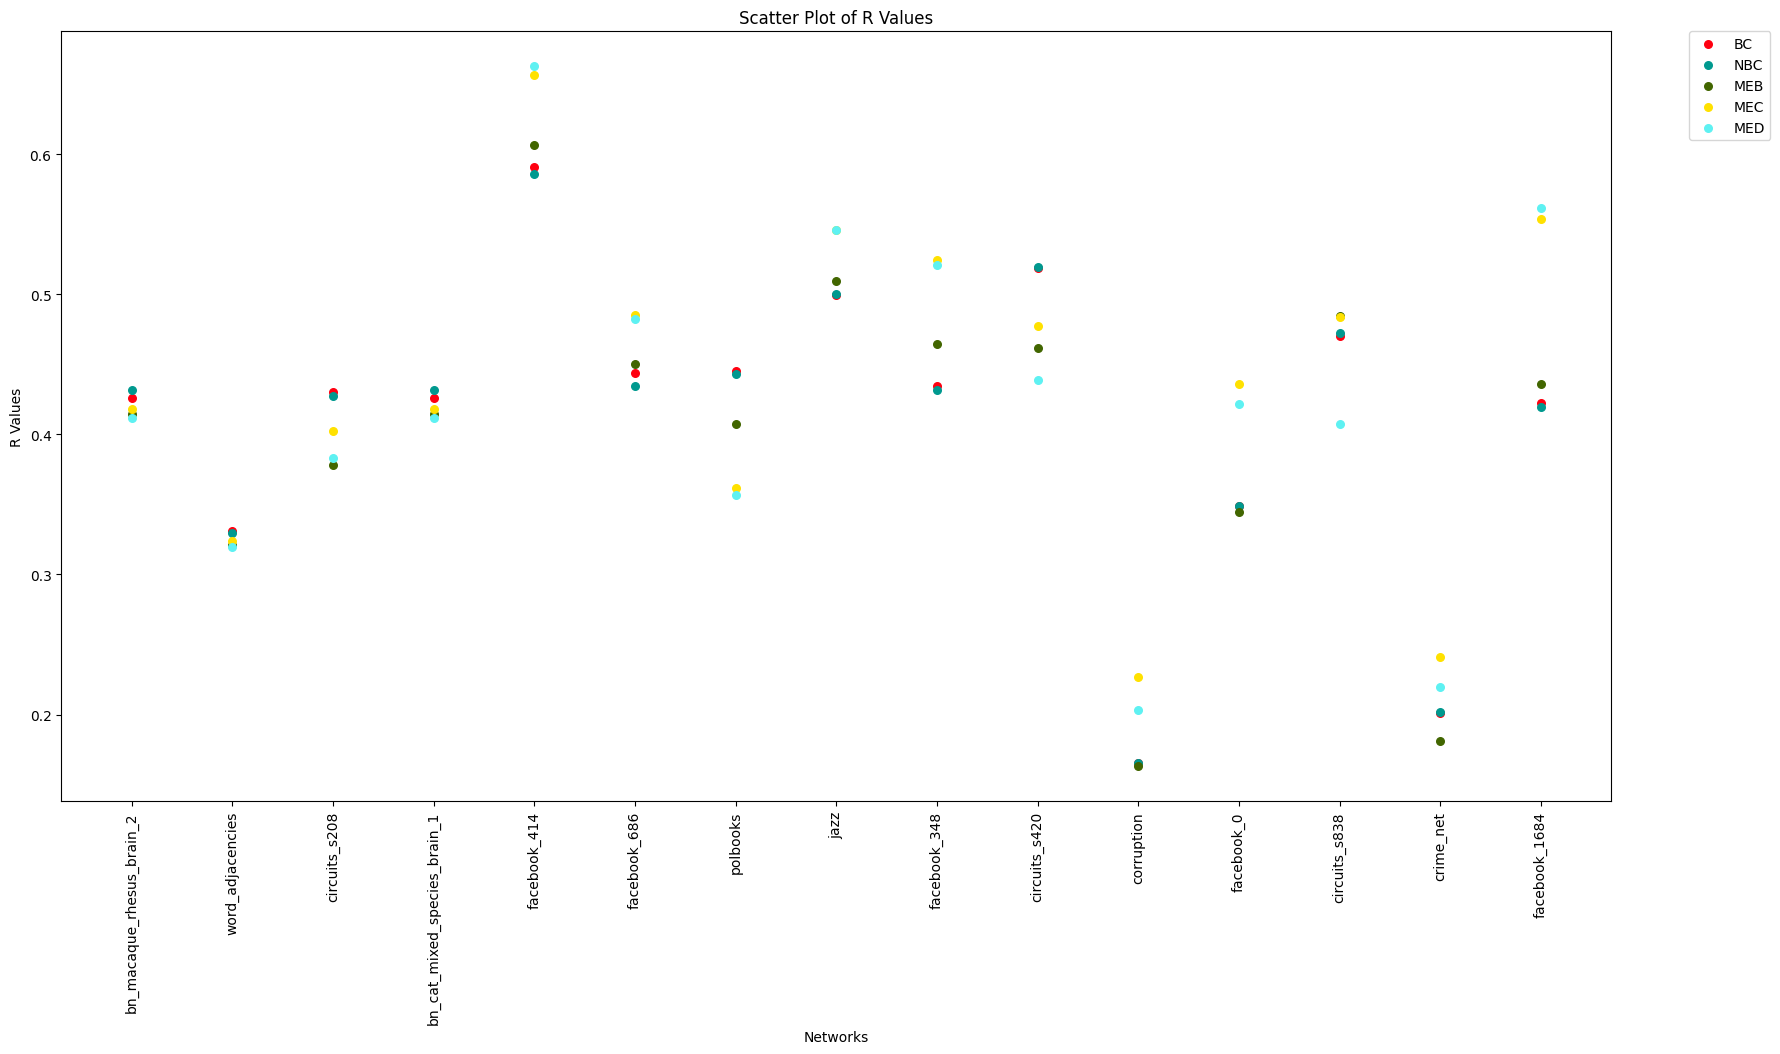 Scatter Plot of R Values
BC
NBC
MEB
MEC
MED
R Values
0.6
0.5
0.4
0.3
0.2
bn_macaque_rhesus_brain_2
word_adjacencies
circuits_s208
bn_cat_mixed_species_brain_1
facebook_414
facebook_686
polbooks
jazz
facebook_348
circuits_s420
corruption
facebook_0
circuits_s838
crime_net
facebook_1684
Networks